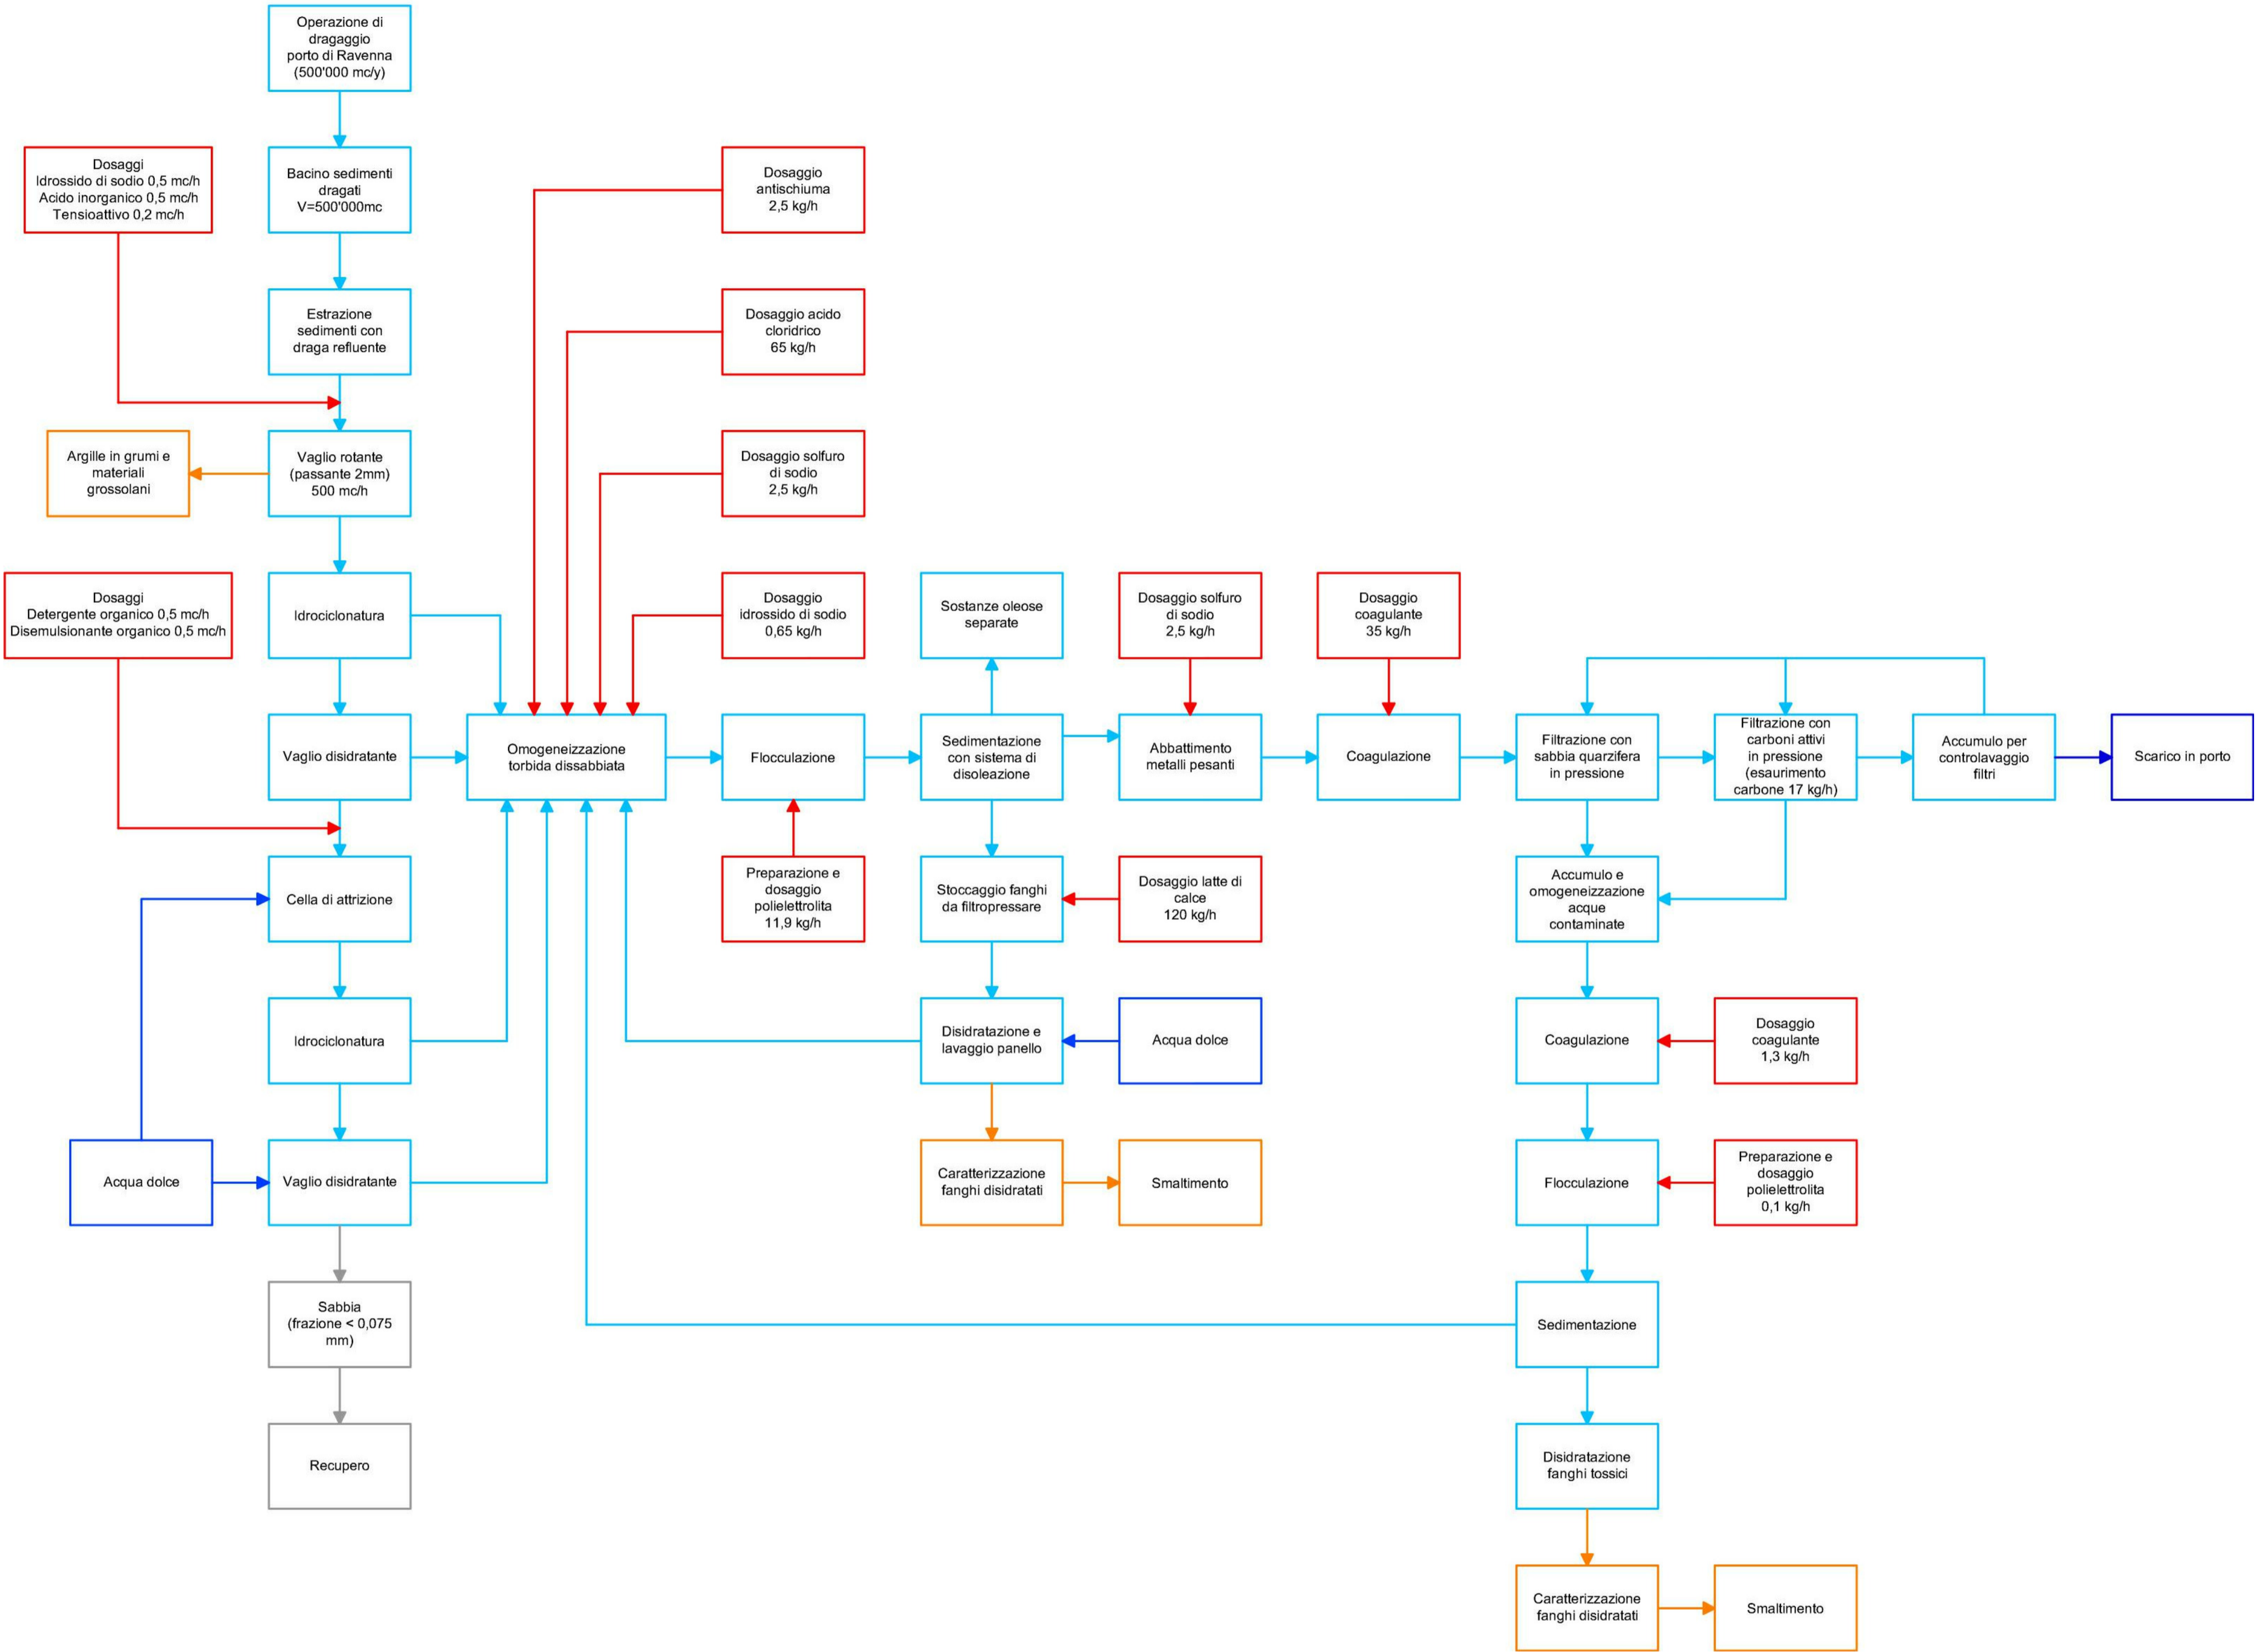 Operazione di
dragaggio
porto di Ravenna
(500'000 mc/y)
Dosaggi
Idrossido di sodio 0,5 mc/h
Acido inorganico 0,5 mc/h
Tensioattivo 0,2 mc/h
Bacino sedimenti
dragati
V=500'000mc
Dosaggio
antischiuma
2,5 kg/h
Estrazione
sedimenti con
draga refluente
Dosaggio acido
cloridrico
65 kg/h
Argille in grumi e
materiali
grossolani
Vaglio rotante
(passante 2mm)
500 mc/h
Dosaggio solfuro
di sodio
2,5 kg/h
Dosaggi
Detergente organico 0,5 mc/h
Disemulsionante organico 0,5 mc/h
Idrociclonatura
Dosaggio
idrossido di sodio
0,65 kg/h
Sostanze oleose
separate
Dosaggio solfuro
di sodio
2,5 kg/h
Dosaggio
coagulante
35 kg/h
Vaglio disidratante
Omogeneizzazione
torbida dissabbiata
Flocculazione
Sedimentazione
con sistema di
disoleazione
Abbattimento
metalli pesanti
Coagulazione
Filtrazione con
sabbia quarzifera
in pressione
Filtrazione con
carboni attivi
in pressione
(esaurimento
carbone 17 kg/h)
Accumulo per
controlavaggio
filtri
Scarico in porto
Cella di attrizione
Preparazione e
dosaggio
polielettrolita
11,9 kg/h
Stoccaggio fanghi
da filtropressare
Dosaggio latte di
calce
120 kg/h
Accumulo e
omogeneizzazione
acque
contaminate
Idrociclonatura
Disidratazione e
lavaggio panello
Acqua dolce
Coagulazione
Dosaggio
coagulante
1,3 kg/h
Acqua dolce
Vaglio disidratante
Caratterizzazione
fanghi disidratati
Smaltimento
Flocculazione
Preparazione e
dosaggio
polielettrolita
0,1 kg/h
Sabbia
(frazione < 0,075
mm)
Sedimentazione
Recupero
Disidratazione
fanghi tossici
Caratterizzazione
fanghi disidratati
Smaltimento